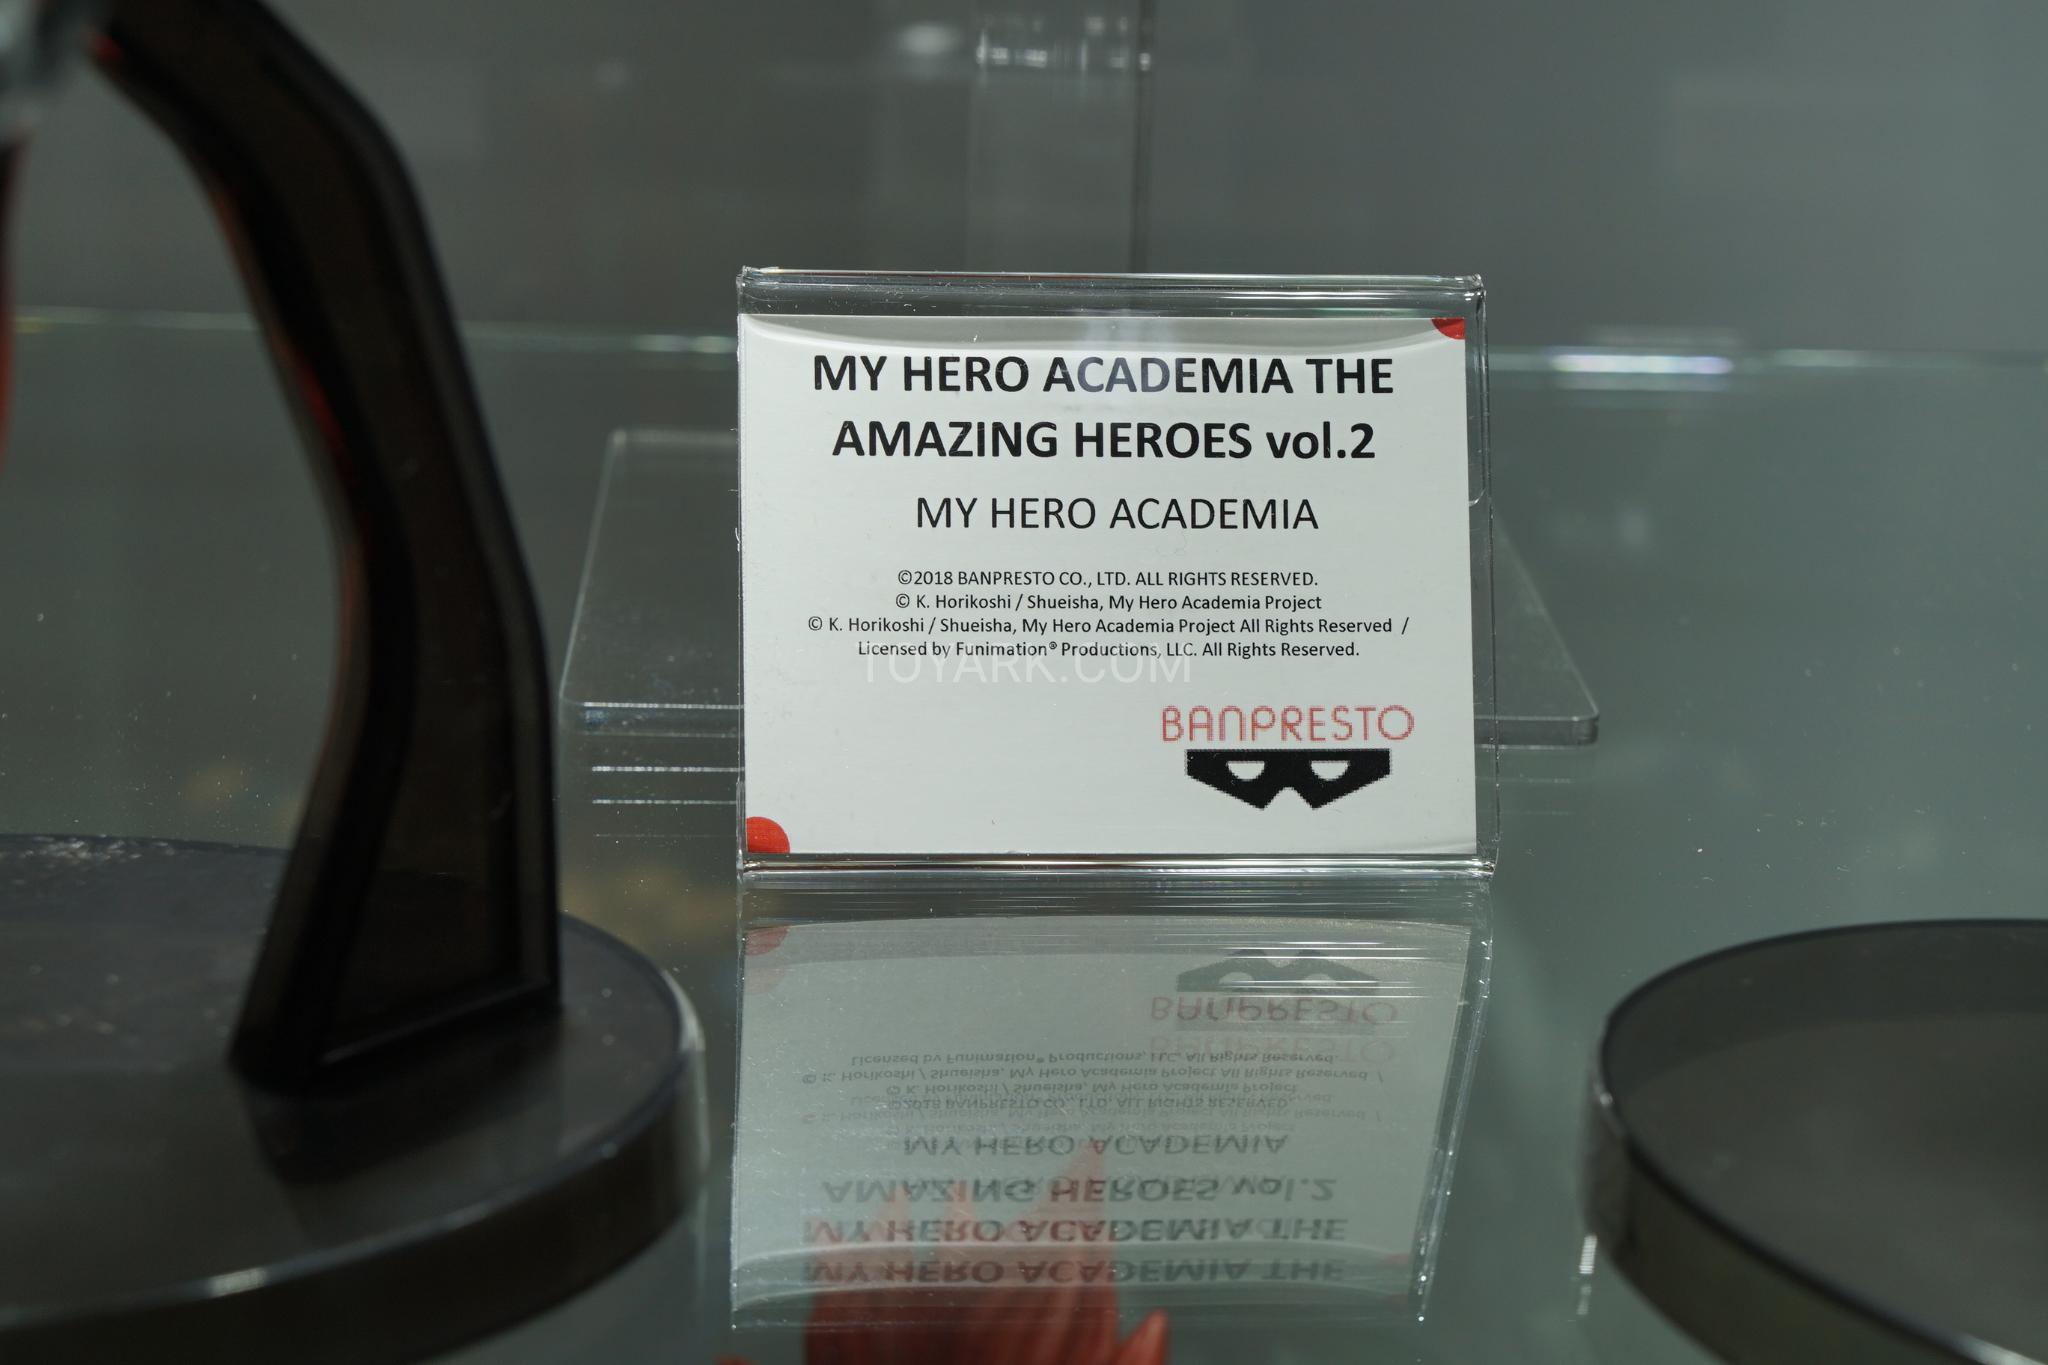 MY HERO ACADEMIA THE
AMAZING HEROES vol.2
MY HERO ACADEMIA
©2018 BANPRESTO CO., LTD. ALL RIGHTS RESERVED.
© K. Horikoshi / Shueisha, My Hero Academia Project
© K. Horikoshi / Shueisha, My Hero Academia Project All Rights Reserved /
Licensed by Funimation® Productions, LLC. All Rights Reserved.
TOYARK.COM
BANPRESTO